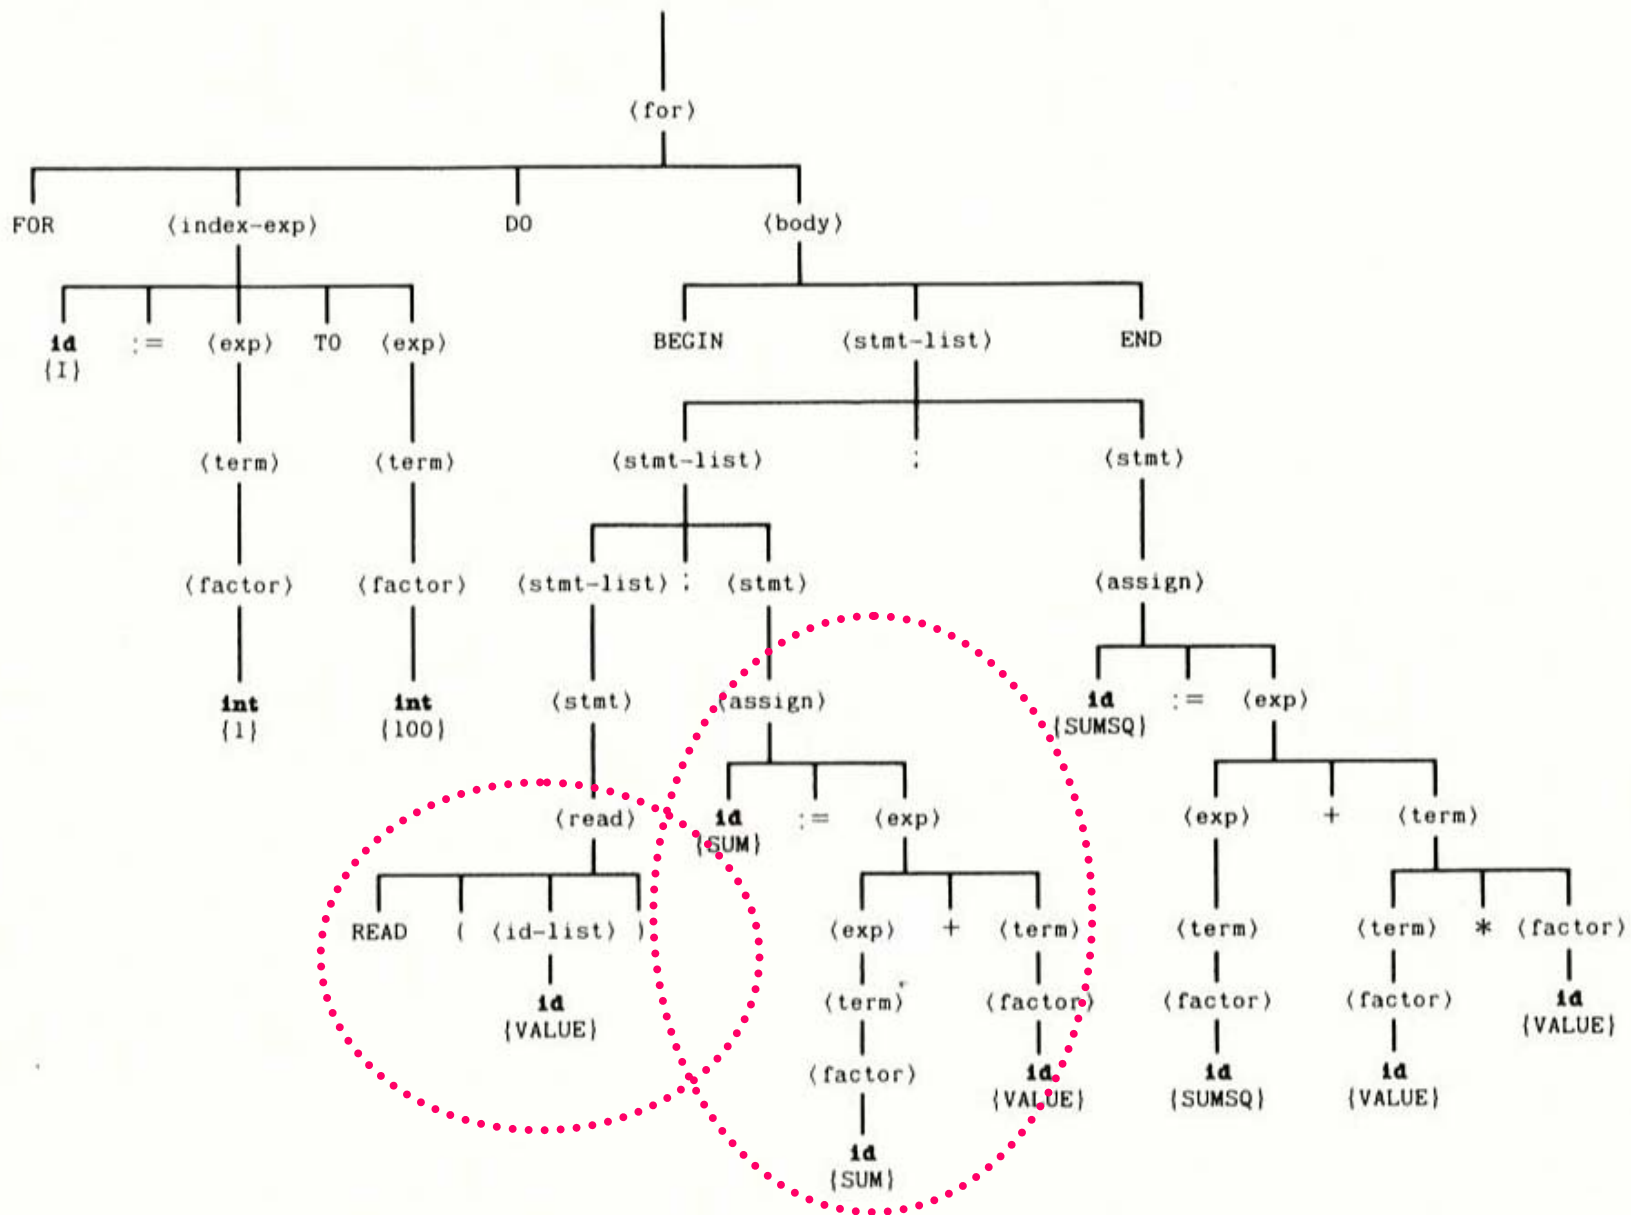 ⟨for⟩
FOR ⟨index-exp⟩ DO ⟨body⟩
id := ⟨exp⟩ TO ⟨exp⟩ BEGIN ⟨stmt-list⟩ END
{I}
⟨term⟩ ⟨term⟩ ⟨stmt-list⟩ ; ⟨stmt⟩
⟨factor⟩ ⟨factor⟩ ⟨stmt-list⟩ ; ⟨stmt⟩ ⟨assign⟩
int int ⟨stmt⟩ ⟨assign⟩ id := ⟨exp⟩
{1} {100} {SUMSQ}
⟨read⟩ id := ⟨exp⟩ ⟨exp⟩ + ⟨term⟩
{SUM}
READ ( ⟨id-list⟩ ) ⟨exp⟩ + ⟨term⟩ ⟨term⟩ ⟨term⟩ * ⟨factor⟩
id ⟨term⟩ ⟨factor⟩ ⟨factor⟩ ⟨factor⟩ id
{VALUE} {VALUE}
⟨factor⟩ id id id
{VALUE} {SUMSQ} {VALUE}
id
{SUM}